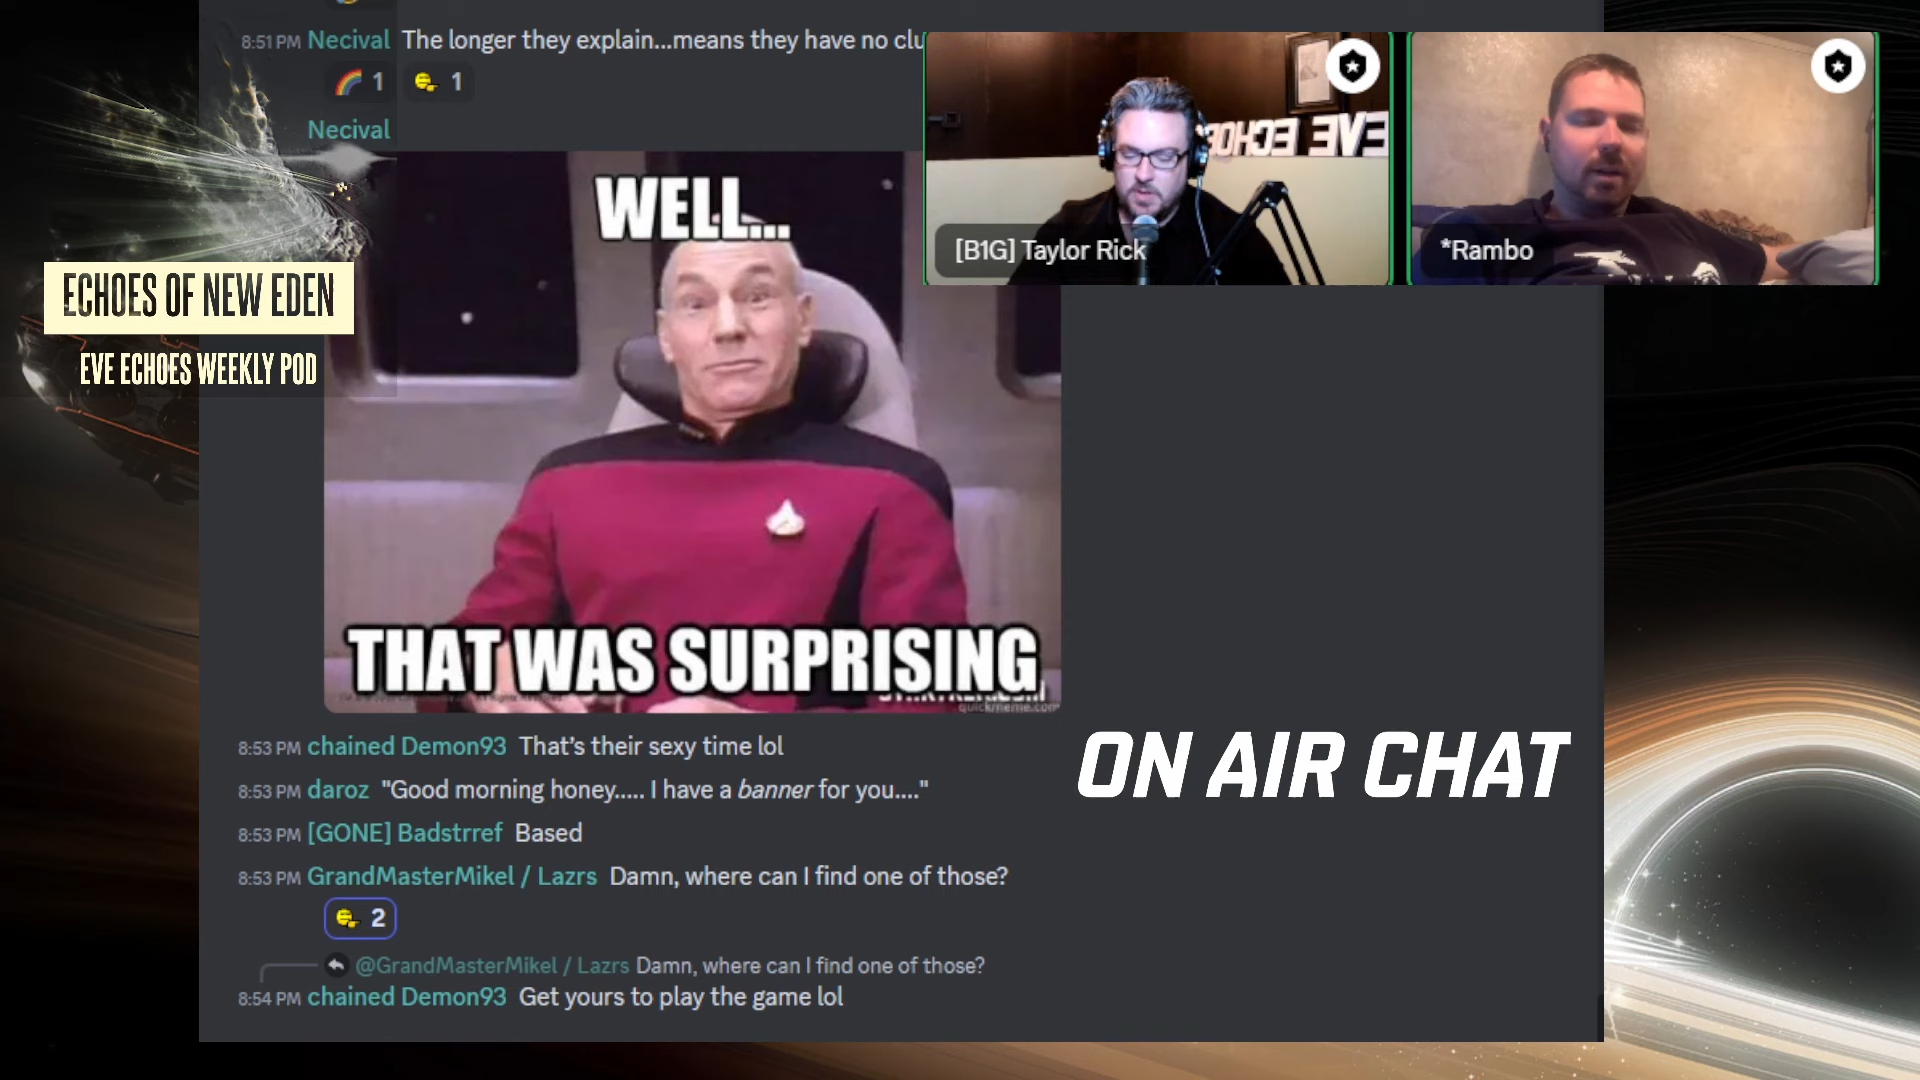 8:51 PM Necival The longer they explain...means they have no clu
1 1
Necival
WELL...
EVE ECHOES
[B1G] Taylor Rick
*Rambo
ECHOES OF NEW EDEN
EVE ECHOES WEEKLY POD
THAT WAS SURPRISING
quickmeme.com
8:53 PM chained Demon93 That's their sexy time lol
ON AIR CHAT
8:53 PM daroz "Good morning honey..... I have a banner for you...."
8:53 PM [GONE] Badstrref Based
8:53 PM GrandMasterMikel / Lazrs Damn, where can I find one of those?
2
@GrandMasterMikel / Lazrs Damn, where can I find one of those?
8:54 PM chained Demon93 Get yours to play the game lol